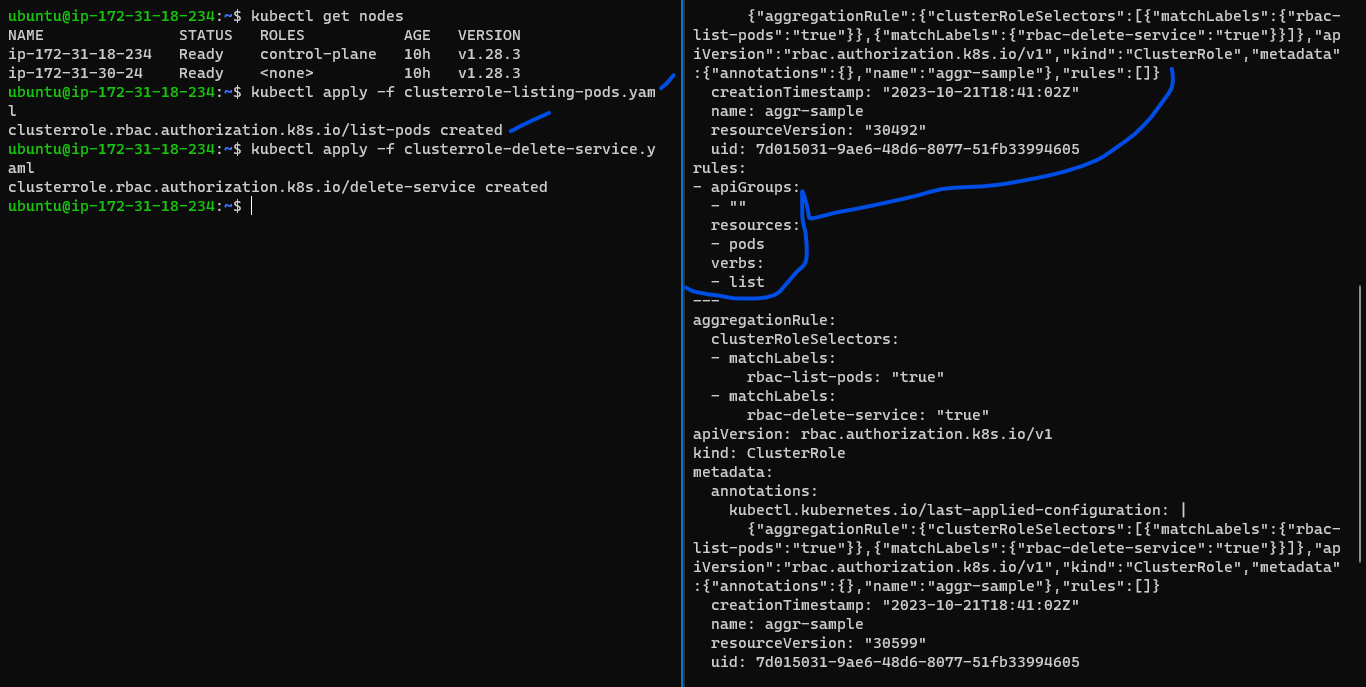 ubuntu@ip-172-31-18-234:~$ kubectl get nodes
NAME               STATUS   ROLES           AGE   VERSION
ip-172-31-18-234   Ready    control-plane   10h   v1.28.3
ip-172-31-30-24    Ready    <none>          10h   v1.28.3
ubuntu@ip-172-31-18-234:~$ kubectl apply -f clusterrole-listing-pods.yam
l
clusterrole.rbac.authorization.k8s.io/list-pods created
ubuntu@ip-172-31-18-234:~$ kubectl apply -f clusterrole-delete-service.y
aml
clusterrole.rbac.authorization.k8s.io/delete-service created
ubuntu@ip-172-31-18-234:~$
      {"aggregationRule":{"clusterRoleSelectors":[{"matchLabels":{"rbac-
list-pods":"true"}},{"matchLabels":{"rbac-delete-service":"true"}}]},"ap
iVersion":"rbac.authorization.k8s.io/v1","kind":"ClusterRole","metadata"
:{"annotations":{},"name":"aggr-sample"},"rules":[]}
  creationTimestamp: "2023-10-21T18:41:02Z"
  name: aggr-sample
  resourceVersion: "30492"
  uid: 7d015031-9ae6-48d6-8077-51fb33994605
rules:
- apiGroups:
  - ""
  resources:
  - pods
  verbs:
  - list
---
aggregationRule:
  clusterRoleSelectors:
  - matchLabels:
      rbac-list-pods: "true"
  - matchLabels:
      rbac-delete-service: "true"
apiVersion: rbac.authorization.k8s.io/v1
kind: ClusterRole
metadata:
  annotations:
    kubectl.kubernetes.io/last-applied-configuration: |
      {"aggregationRule":{"clusterRoleSelectors":[{"matchLabels":{"rbac-
list-pods":"true"}},{"matchLabels":{"rbac-delete-service":"true"}}]},"ap
iVersion":"rbac.authorization.k8s.io/v1","kind":"ClusterRole","metadata"
:{"annotations":{},"name":"aggr-sample"},"rules":[]}
  creationTimestamp: "2023-10-21T18:41:02Z"
  name: aggr-sample
  resourceVersion: "30599"
  uid: 7d015031-9ae6-48d6-8077-51fb33994605